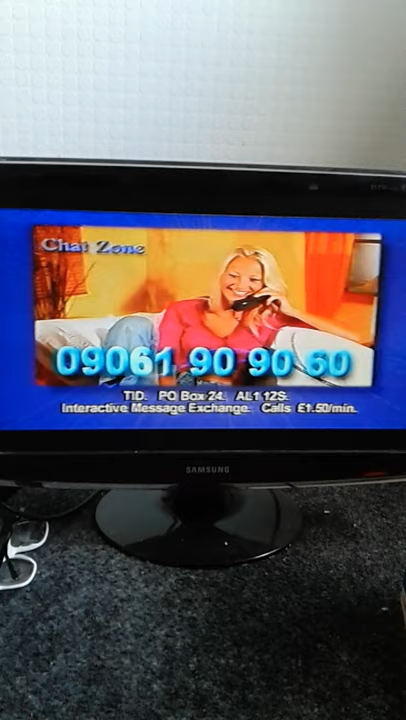 Chat Zone
09061 90 90 60
TID. PO Box 24. AL1 1ZS.
Interactive Message Exchange. Calls £1.50/min.
SAMSUNG